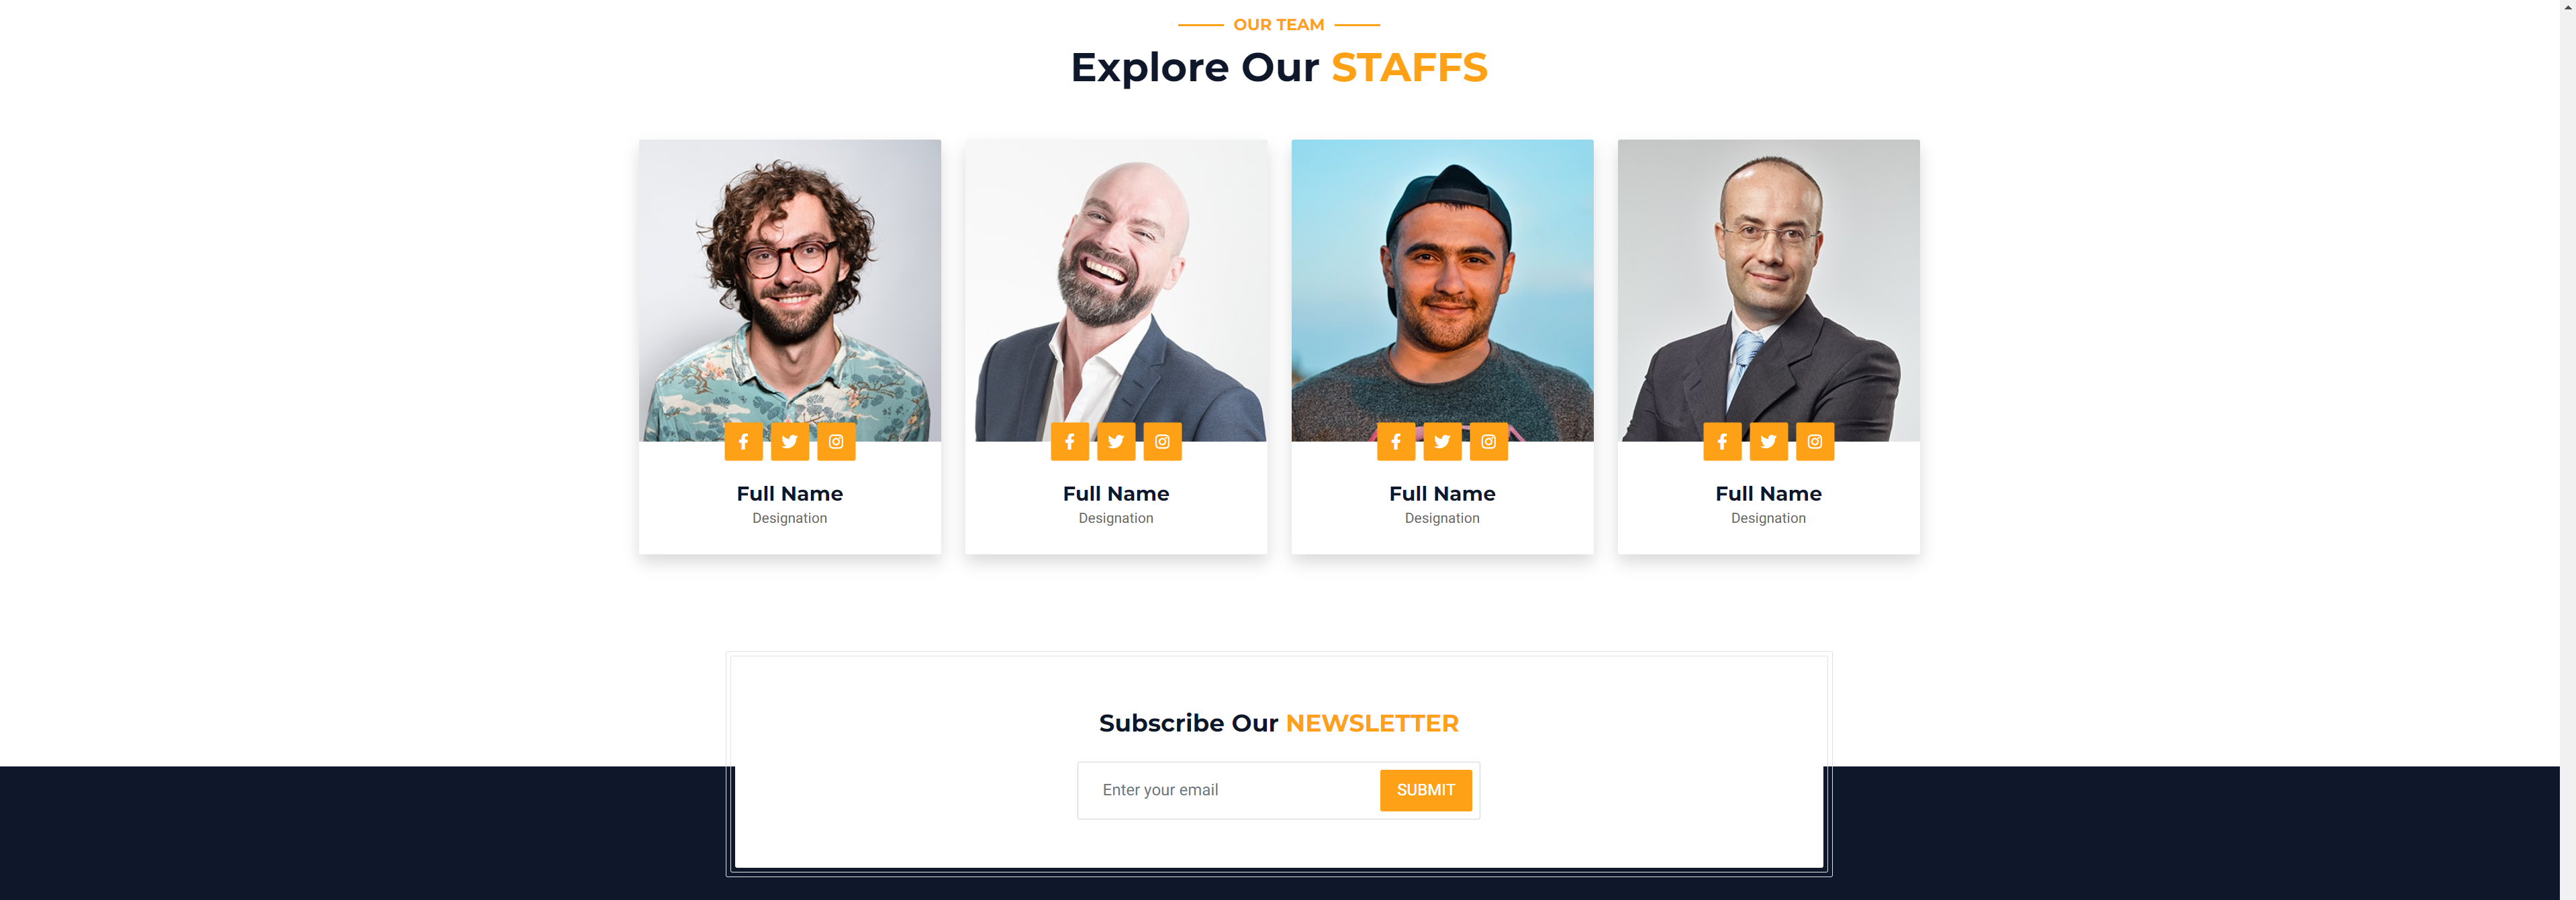 OUR TEAM
Explore Our STAFFS
Full Name
Designation
Full Name
Designation
Full Name
Designation
Full Name
Designation
Subscribe Our NEWSLETTER
Enter your email
SUBMIT